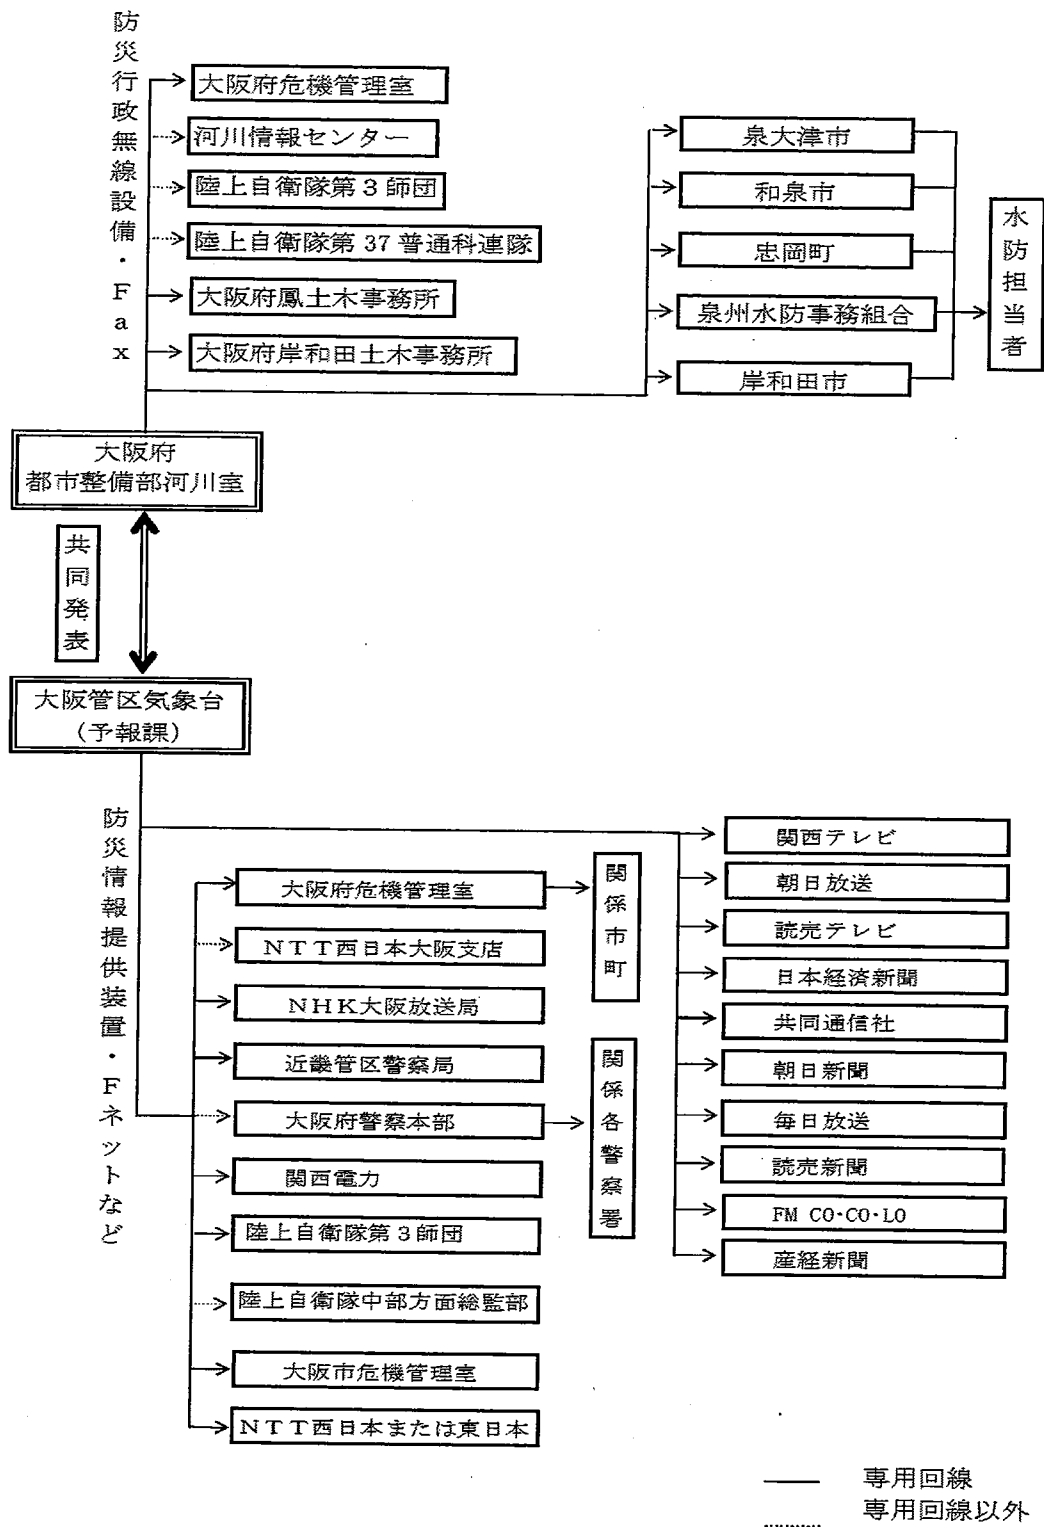 防災行政無線設備・Fax
大阪府危機管理室
河川情報センター
陸上自衛隊第3師団
陸上自衛隊第37普通科連隊
大阪府鳳土木事務所
大阪府岸和田土木事務所
泉大津市
和泉市
忠岡町
泉州水防事務組合
岸和田市
水防担当者
大阪府
都市整備部河川室
共同発表
大阪管区気象台
(予報課)
防災情報提供装置・Fネットなど
大阪府危機管理室
NTT西日本大阪支店
NHK大阪放送局
近畿管区警察局
大阪府警察本部
関西電力
陸上自衛隊第3師団
陸上自衛隊中部方面総監部
大阪市危機管理室
NTT西日本または東日本
関係市町
関係各警察署
関西テレビ
朝日放送
読売テレビ
日本経済新聞
共同通信社
朝日新聞
毎日放送
読売新聞
FM CO・CO・LO
産経新聞
専用回線
専用回線以外